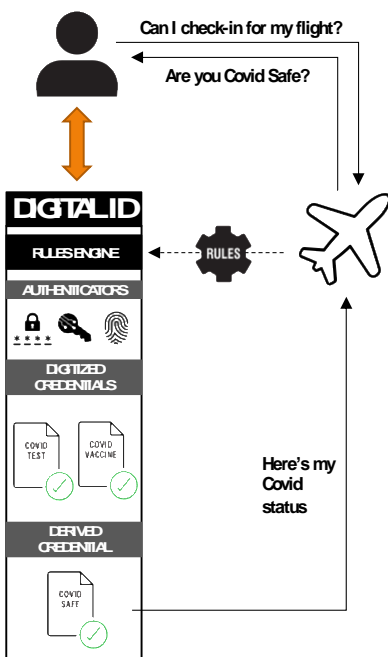 Can I check-in for my flight?
Are you Covid Safe?
DIGITAL ID
RULES ENGINE
RULES
AUTHENTICATORS
****
DIGITIZED
CREDENTIALS
COVID
TEST
COVID
VACCINE
Here's my
Covid
status
DERIVED
CREDENTIAL
COVID
SAFE